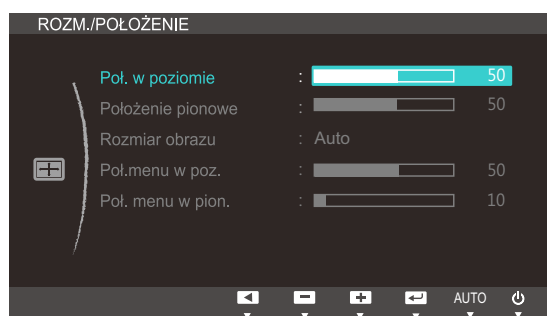 ROZM./POŁOŻENIE
Poł. w poziomie : 50
Położenie pionowe : 50
Rozmiar obrazu : Auto
Poł.menu w poz. : 50
Poł. menu w pion. : 10
AUTO